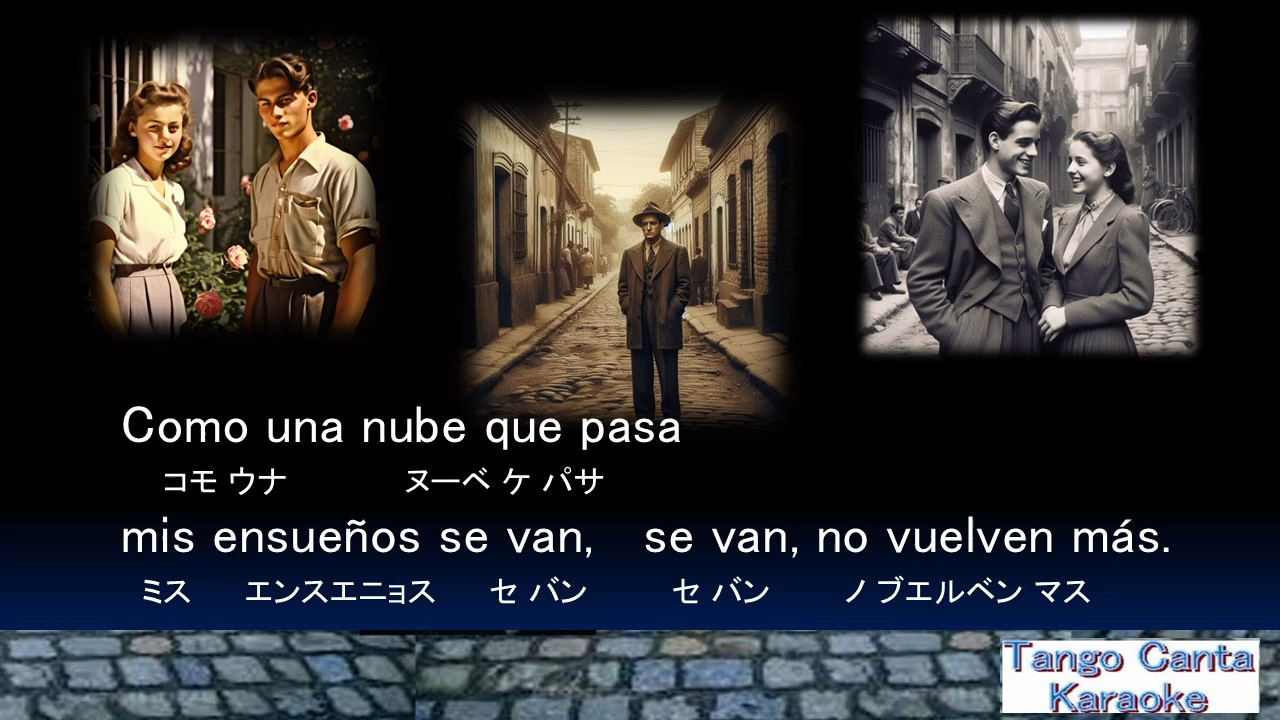 Como una nube que pasa
コモ ウナ ヌーベ ケ パサ
mis ensueños se van, se van, no vuelven más.
ミス エンスエニョス セ バン セ バン ノ ブエルベン マス
Tango Canta
Karaoke